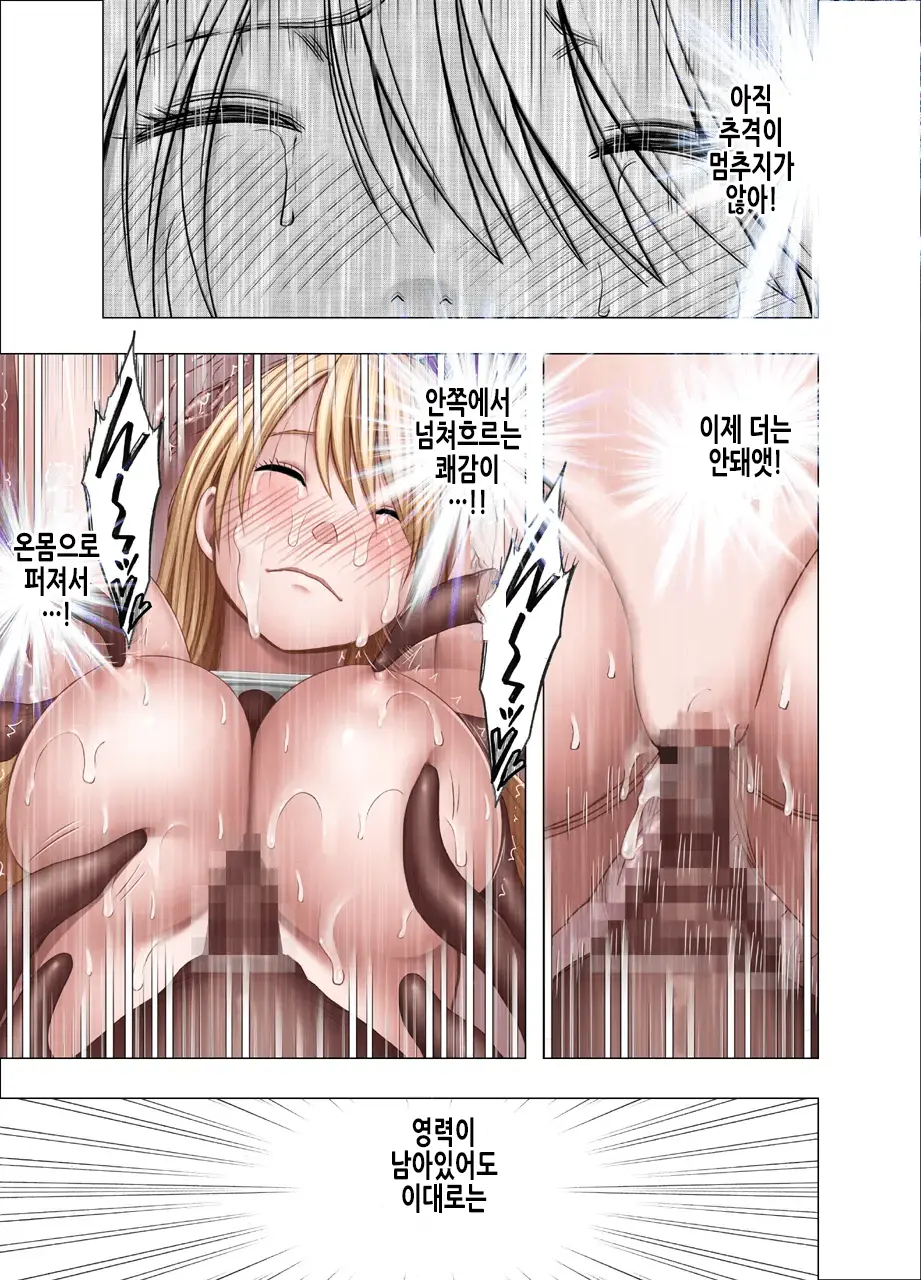 아직
추격이
멈추지가
않아!
이제 더는
안돼앳!
안쪽에서
넘쳐흐르는
쾌감이
…!!
온몸으로
퍼져서
…!
영력이
남아있어도
이대로는